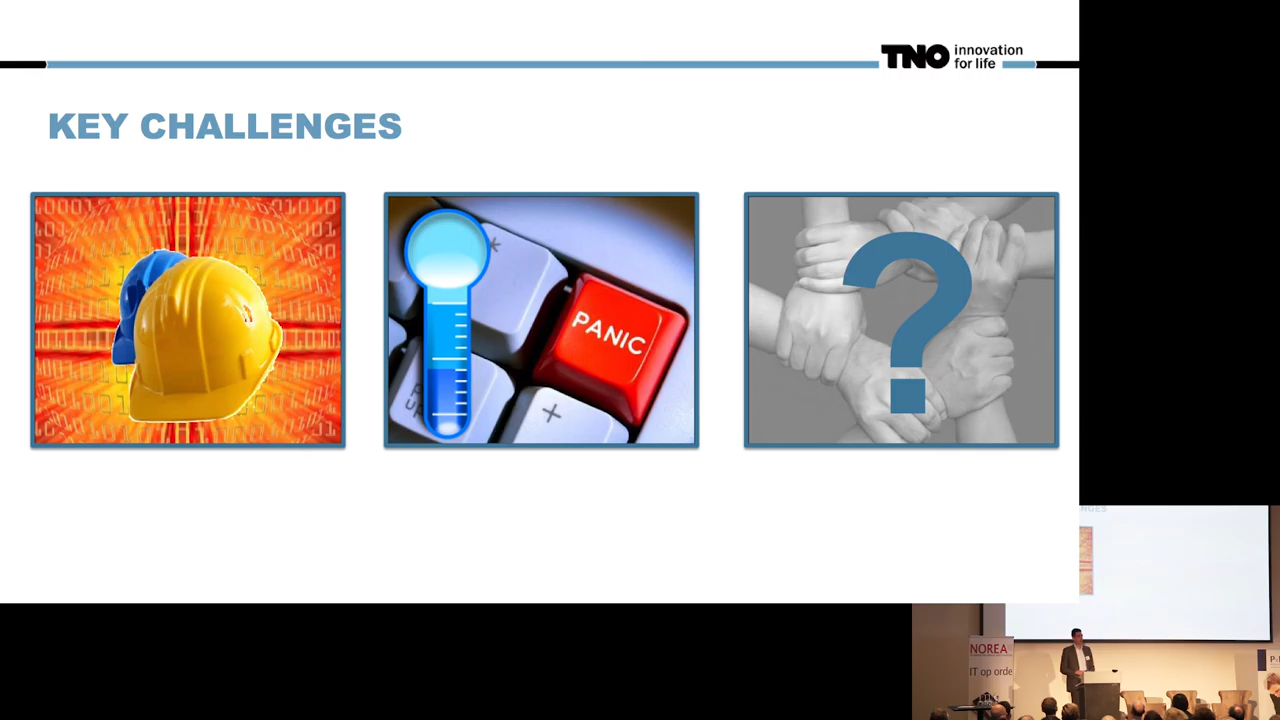 TNO innovation
for life
KEY CHALLENGES
PANIC
NOREA
IT op orde